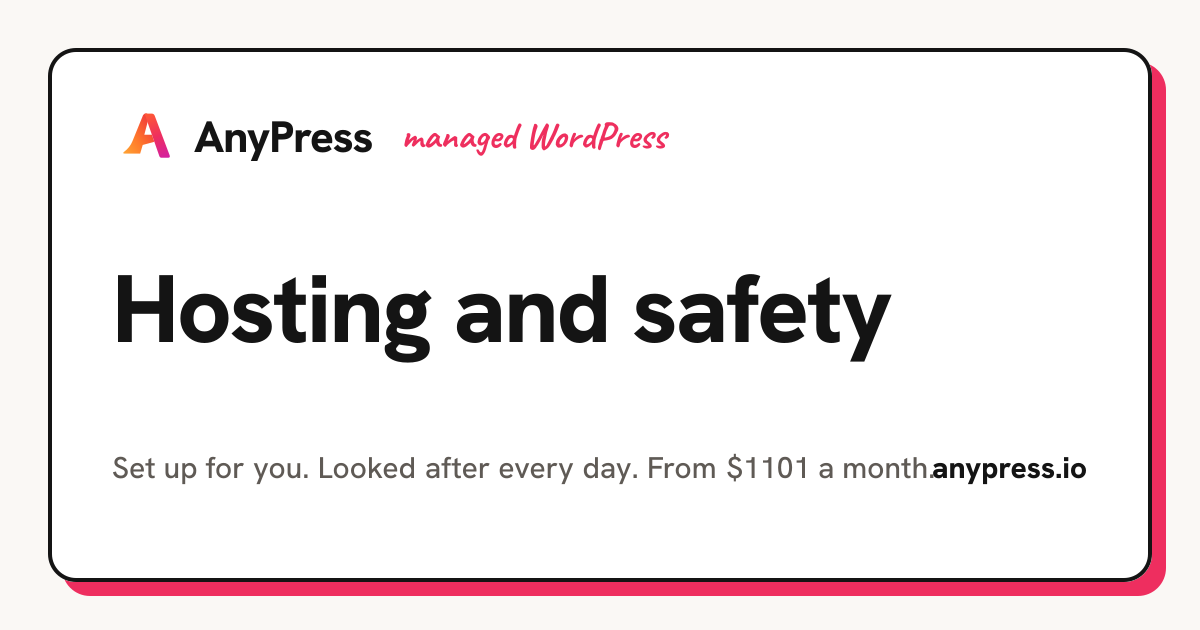 AnyPress managed WordPress
Hosting and safety
Set up for you. Looked after every day. From $1101 a month.anypress.io